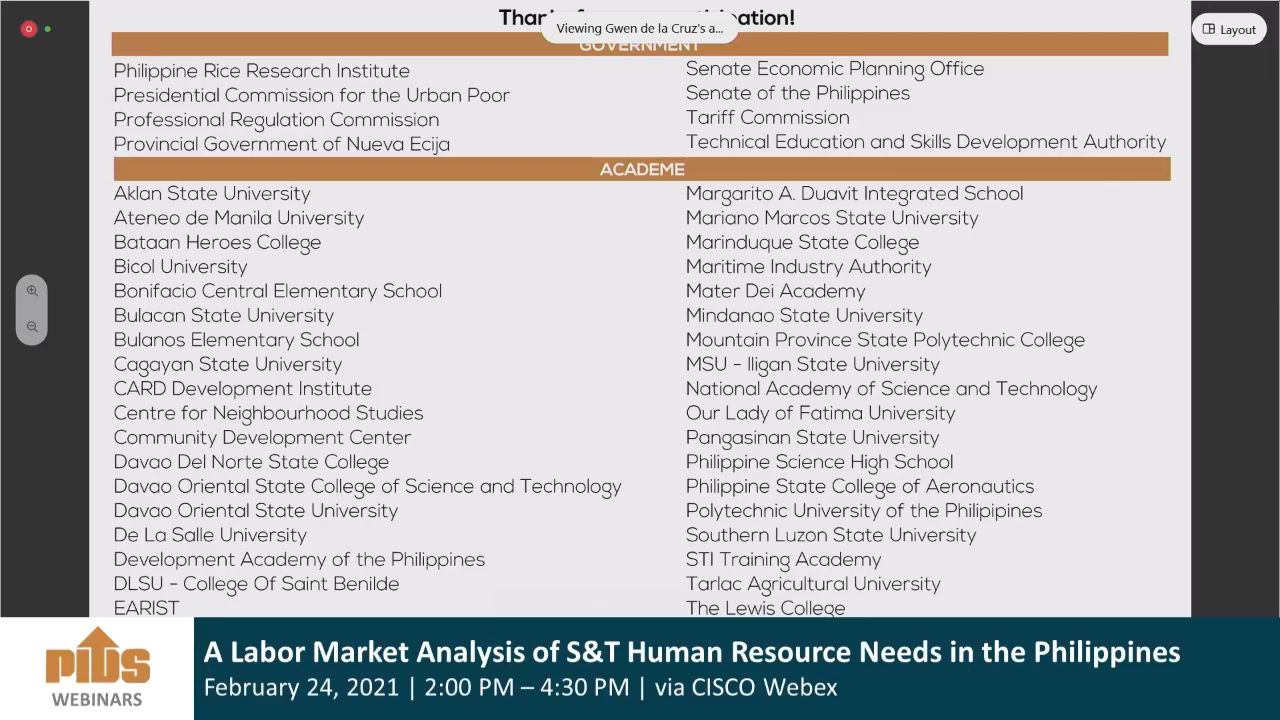 Than
ipation!
Viewing Gwen de la Cruz's a...
Layout
GOVERNMENT
Philippine Rice Research Institute
Presidential Commission for the Urban Poor
Professional Regulation Commission
Provincial Government of Nueva Ecija
Senate Economic Planning Office
Senate of the Philippines
Tariff Commission
Technical Education and Skills Development Authority
ACADEME
Aklan State University
Ateneo de Manila University
Bataan Heroes College
Bicol University
Bonifacio Central Elementary School
Bulacan State University
Bulanos Elementary School
Cagayan State University
CARD Development Institute
Centre for Neighbourhood Studies
Community Development Center
Davao Del Norte State College
Davao Oriental State College of Science and Technology
Davao Oriental State University
De La Salle University
Development Academy of the Philippines
DLSU - College Of Saint Benilde
EARIST
Margarito A. Duavit Integrated School
Mariano Marcos State University
Marinduque State College
Maritime Industry Authority
Mater Dei Academy
Mindanao State University
Mountain Province State Polytechnic College
MSU - Iligan State University
National Academy of Science and Technology
Our Lady of Fatima University
Pangasinan State University
Philippine Science High School
Philippine State College of Aeronautics
Polytechnic University of the Philipipines
Southern Luzon State University
STI Training Academy
Tarlac Agricultural University
The Lewis College
PIDS
WEBINARS
A Labor Market Analysis of S&T Human Resource Needs in the Philippines
February 24, 2021 | 2:00 PM – 4:30 PM | via CISCO Webex